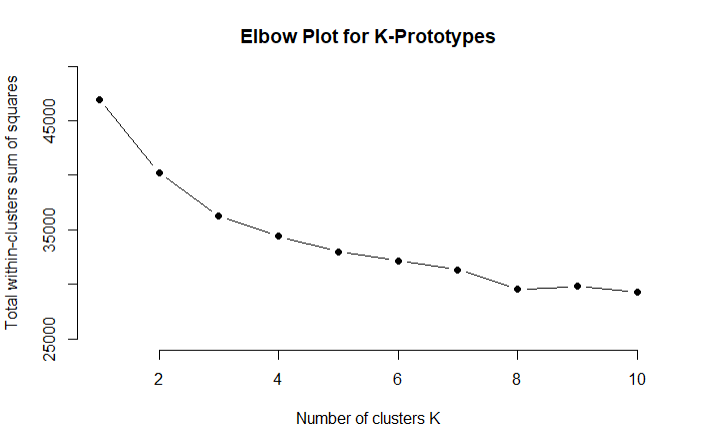 Elbow Plot for K-Prototypes
Total within-clusters sum of squares
45000
35000
25000
2 4 6 8 10
Number of clusters K